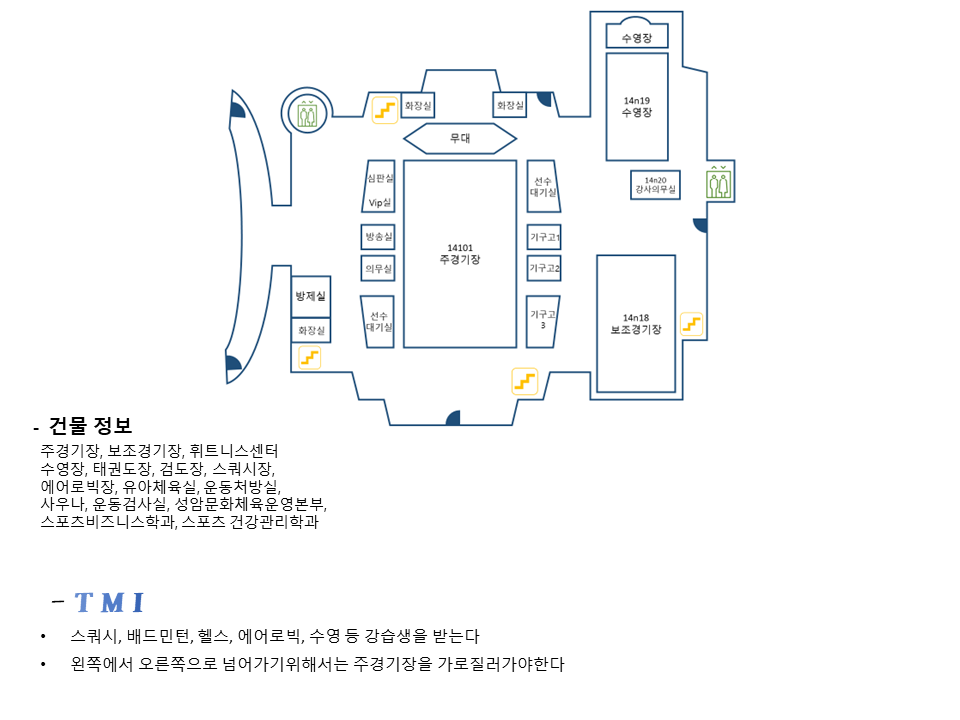 수영장
14n19
수영장
화장실
화장실
무대
심판실
Vip실
선수
대기실
14n20
강사의무실
방송실
기구고1
14101
주경기장
의무실
기구고2
방제실
선수
대기실
기구고
3
14n18
보조경기장
화장실
- 건물 정보
주경기장, 보조경기장, 휘트니스센터
수영장, 태권도장, 검도장, 스쿼시장,
에어로빅장, 유아체육실, 운동처방실,
사우나, 운동검사실, 성암문화체육운영본부,
스포츠비즈니스학과, 스포츠 건강관리학과
- TMI
• 스쿼시, 배드민턴, 헬스, 에어로빅, 수영 등 강습생을 받는다
• 왼쪽에서 오른쪽으로 넘어가기위해서는 주경기장을 가로질러가야한다